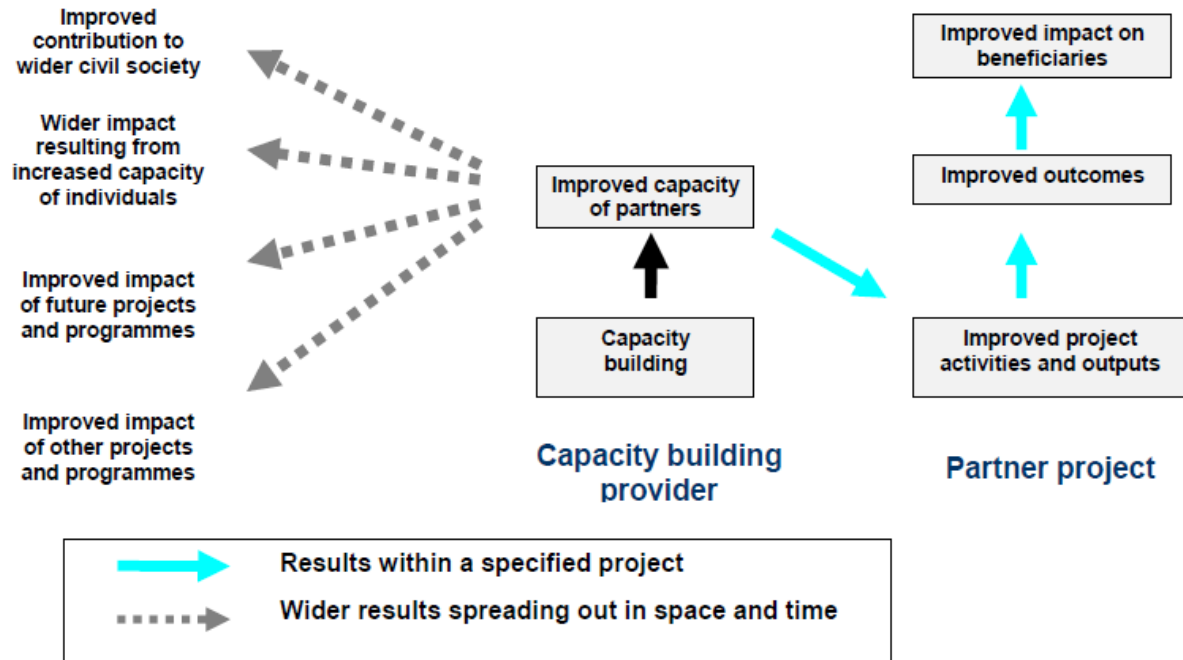 Improved
contribution to
wider civil society
Wider impact
resulting from
increased capacity
of individuals
Improved impact
of future projects
and programmes
Improved impact
of other projects
and programmes
Improved capacity
of partners
Capacity
building
Capacity building
provider
Improved impact on
beneficiaries
Improved outcomes
Improved project
activities and outputs
Partner project
Results within a specified project
Wider results spreading out in space and time